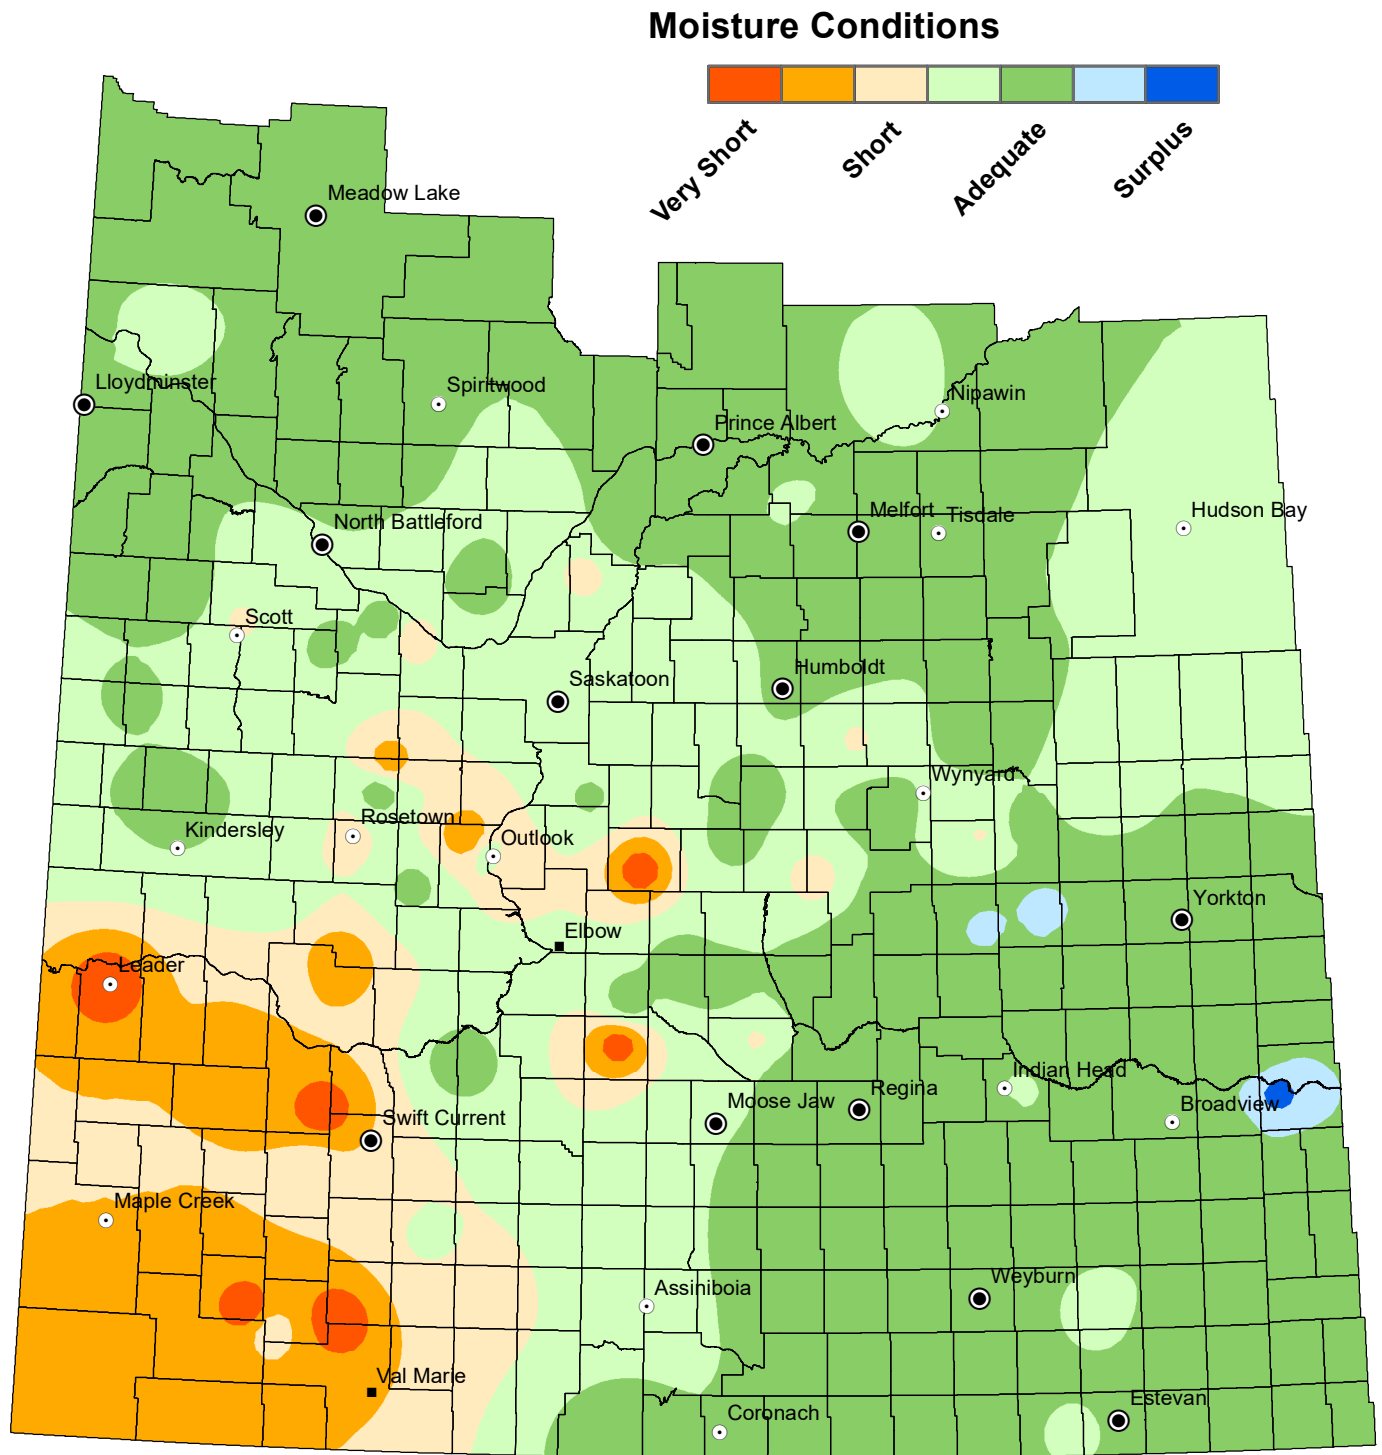 Moisture Conditions
Very Short
Short
Adequate
Surplus
Meadow Lake
Lloydminster
Spiritwood
Nipawin
Prince Albert
Hudson Bay
Melfort
Tisdale
North Battleford
Scott
Humboldt
Saskatoon
Wynyard
Rosetown
Kindersley
Outlook
Yorkton
Elbow
Leader
Indian Head
Regina
Moose Jaw
Broadview
Swift Current
Maple Creek
Weyburn
Assiniboia
Val Marie
Estevan
Coronach